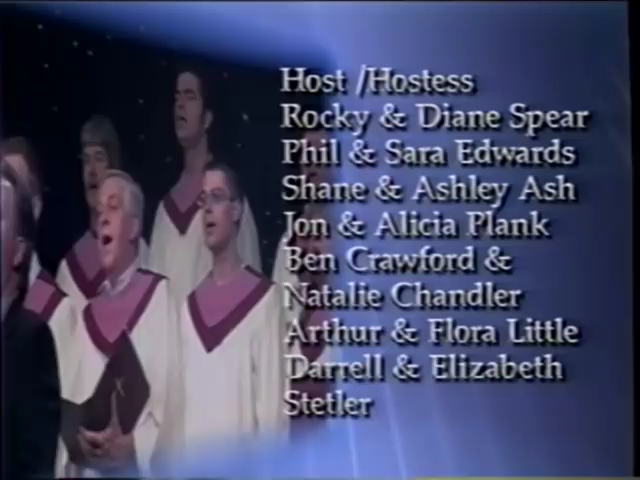 Host /Hostess
Rocky & Diane Spear
Phil & Sara Edwards
Shane & Ashley Ash
Jon & Alicia Plank
Ben Crawford &
Natalie Chandler
Arthur & Flora Little
Darrell & Elizabeth
Stetler